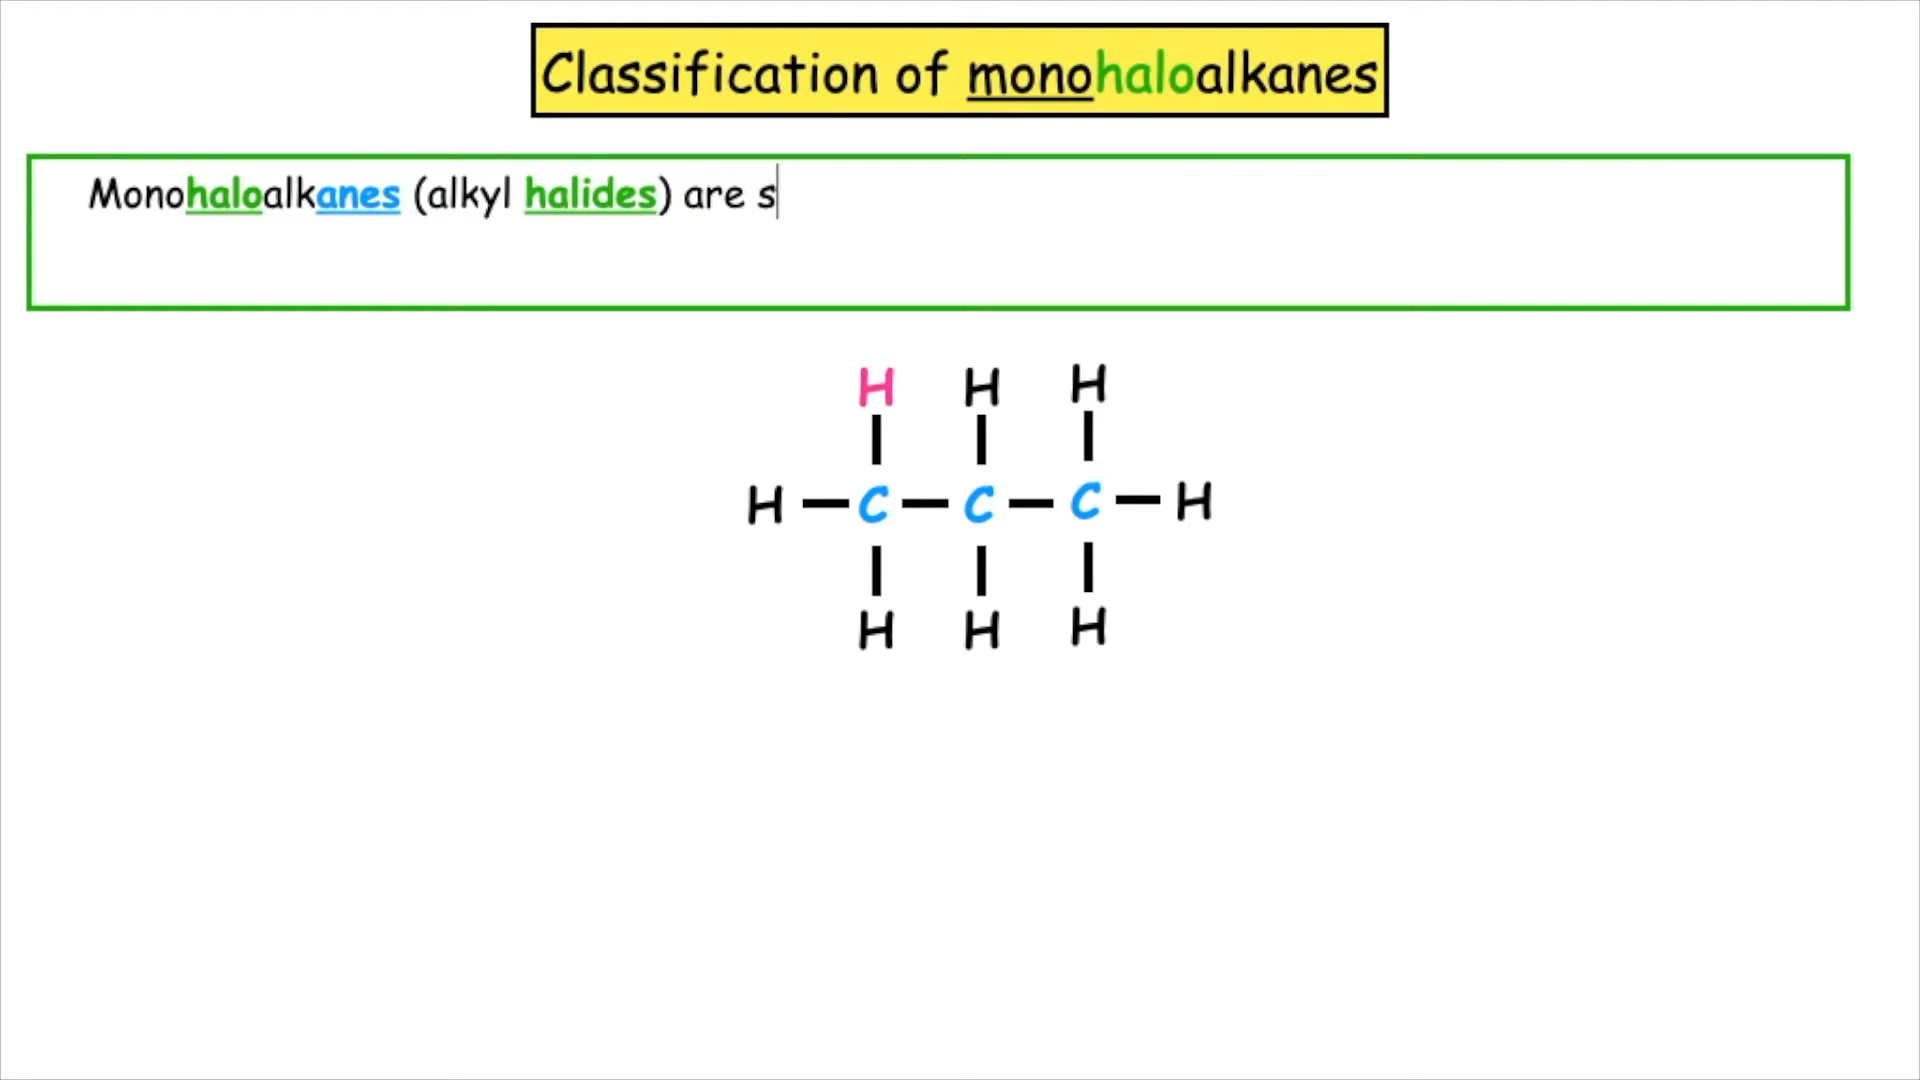 Classification of monohaloalkanes
Monohaloalkanes (alkyl halides) are s
H H H
H C C C H
H H H